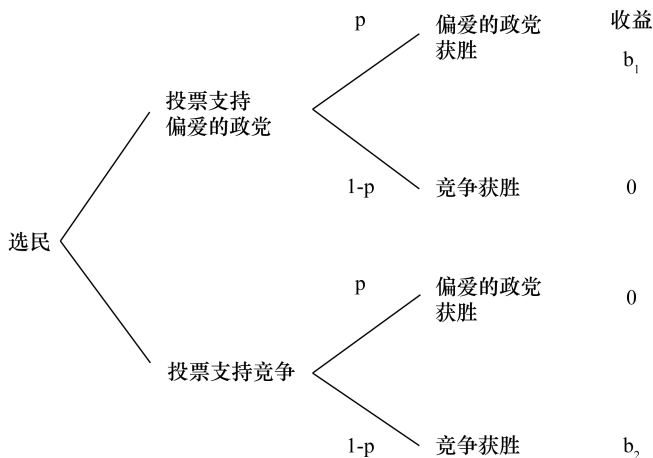 p
偏爱的政党
获胜
收益
b₁
投票支持
偏爱的政党
1-p
竞争获胜
0
选民
p
偏爱的政党
获胜
0
投票支持竞争
1-p
竞争获胜
b₂